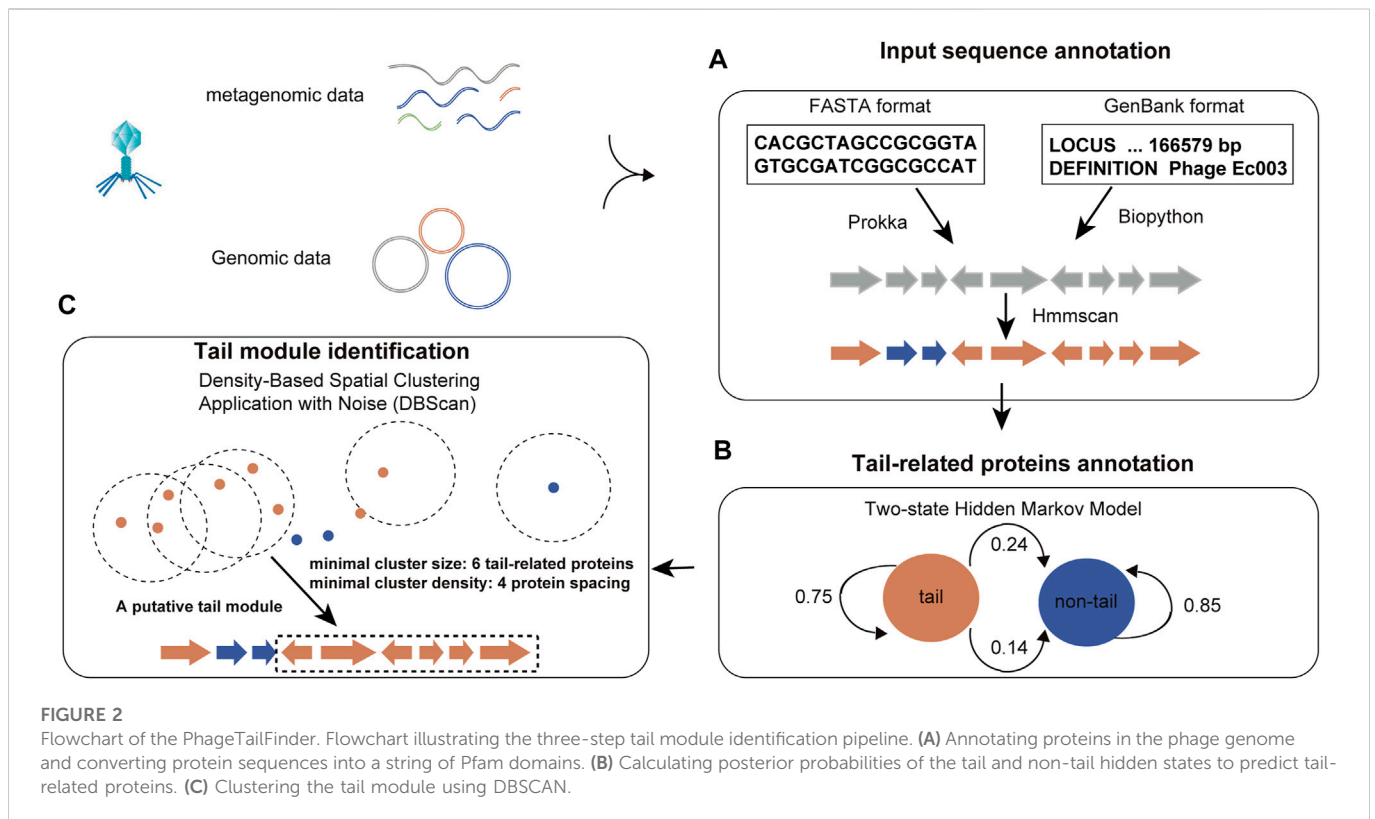 metagenomic data
Genomic data
A
Input sequence annotation
FASTA format
GenBank format
CACGCTAGCCGCGGTA
GTGCGATCGGCGCCAT
LOCUS ... 166579 bp
DEFINITION Phage Ec003
Prokka
Biopython
Hmmscan
B
Tail-related proteins annotation
Two-state Hidden Markov Model
0.24
0.75
tail
non-tail
0.85
0.14
C
Tail module identification
Density-Based Spatial Clustering
Application with Noise (DBScan)
minimal cluster size: 6 tail-related proteins
minimal cluster density: 4 protein spacing
A putative tail module
FIGURE 2
Flowchart of the PhageTailFinder. Flowchart illustrating the three-step tail module identification pipeline. (A) Annotating proteins in the phage genome
and converting protein sequences into a string of Pfam domains. (B) Calculating posterior probabilities of the tail and non-tail hidden states to predict tail-
related proteins. (C) Clustering the tail module using DBSCAN.